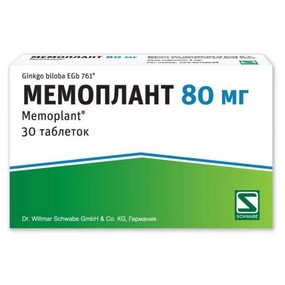 Ginkgo biloba EGb 761®
МЕМОПЛАНТ 80 мг
Memoplant®
30 таблеток
Dr. Willmar Schwabe GmbH & Co. KG, Германия
SCHWABE